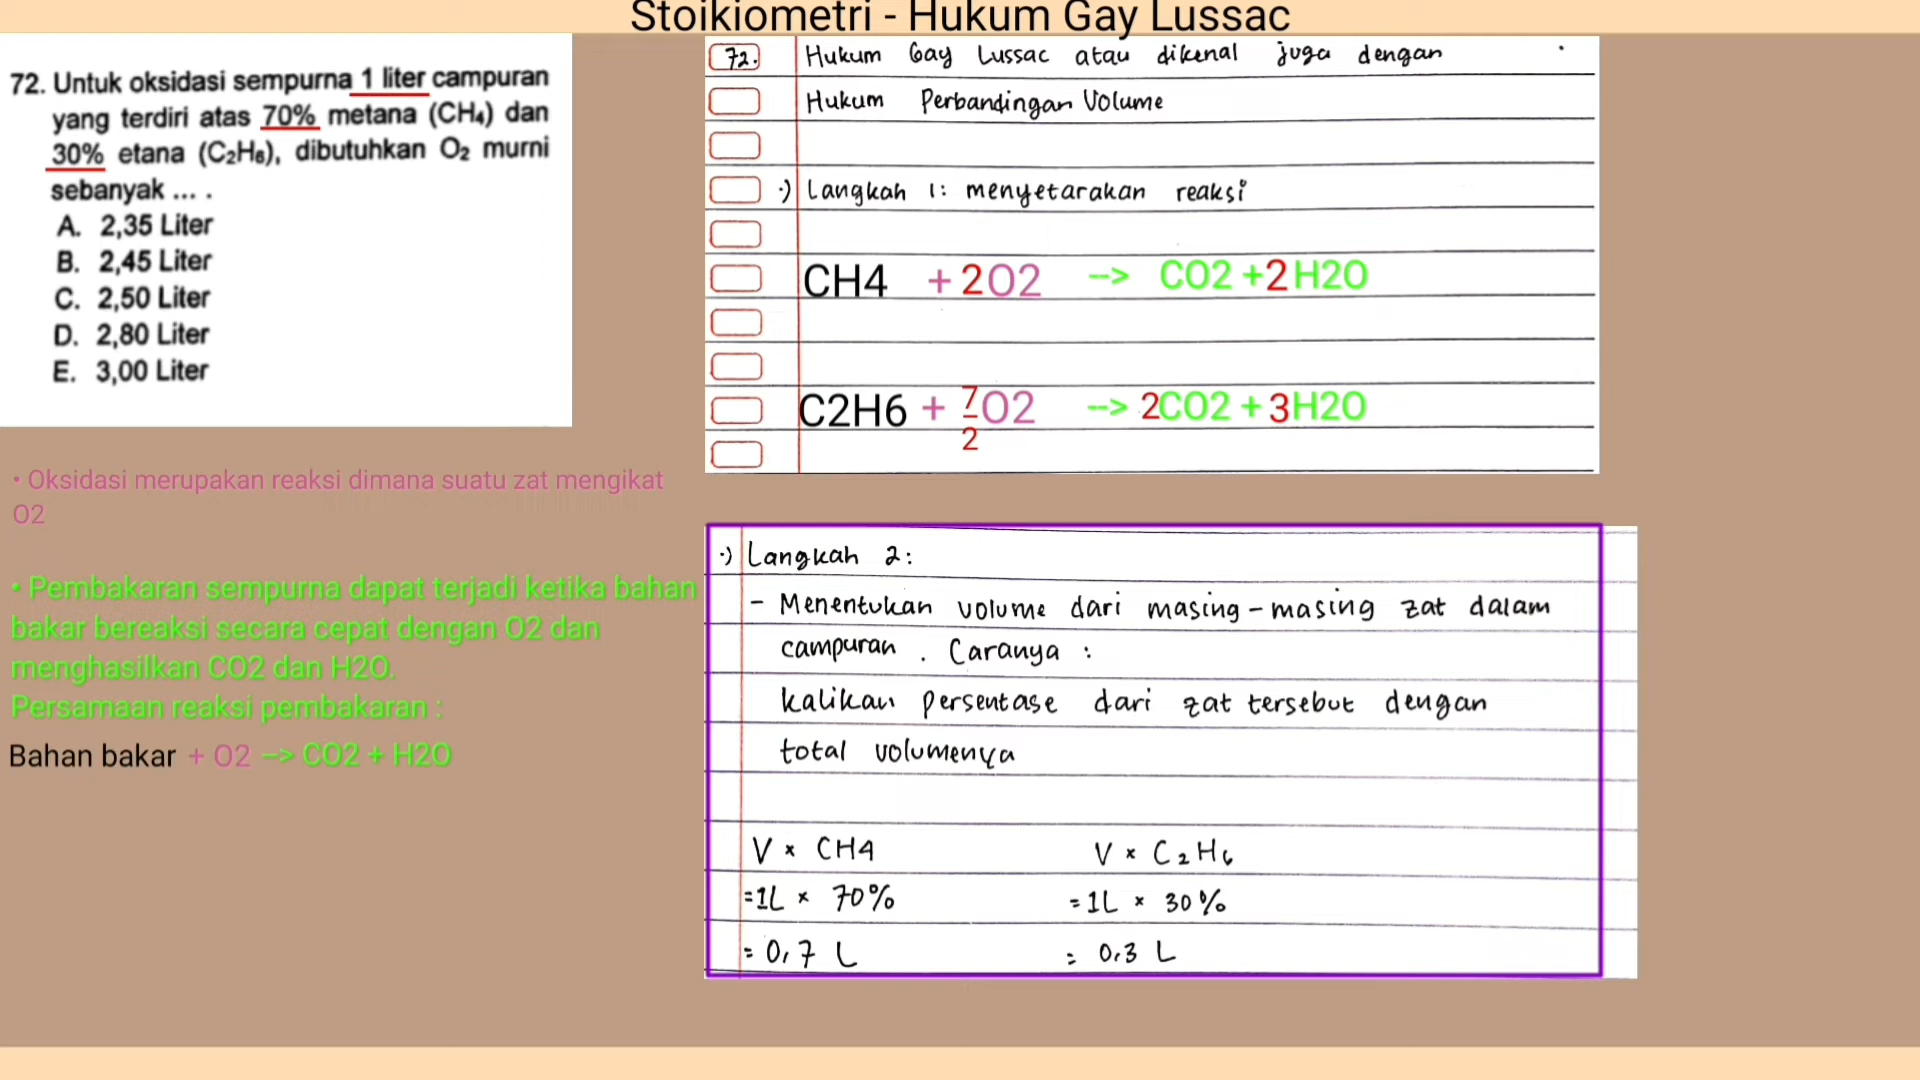 Stoikiometri - Hukum Gay Lussac
72. Untuk oksidasi sempurna 1 liter campuran
yang terdiri atas 70% metana (CH₄) dan
30% etana (C₂H₆), dibutuhkan O₂ murni
sebanyak ... .
A. 2,35 Liter
B. 2,45 Liter
C. 2,50 Liter
D. 2,80 Liter
E. 3,00 Liter
• Oksidasi merupakan reaksi dimana suatu zat mengikat
O2
• Pembakaran sempurna dapat terjadi ketika bahan
bakar bereaksi secara cepat dengan O2 dan
menghasilkan CO2 dan H2O.
Persamaan reaksi pembakaran :
Bahan bakar + O2 --> CO2 + H2O
72. Hukum Gay Lussac atau dikenal juga dengan
Hukum Perbandingan Volume
·) Langkah 1: menyetarakan reaksi
CH4 + 2O2 --> CO2 + 2H2O
C2H6 + 7/2 O2 --> 2CO2 + 3H2O
·) Langkah 2:
- Menentukan volume dari masing-masing zat dalam
campuran. Caranya :
kalikan persentase dari zat tersebut dengan
total volumenya
V × CH4 V × C₂H₆
=1L × 70% =1L × 30%
= 0,7 L = 0,3 L